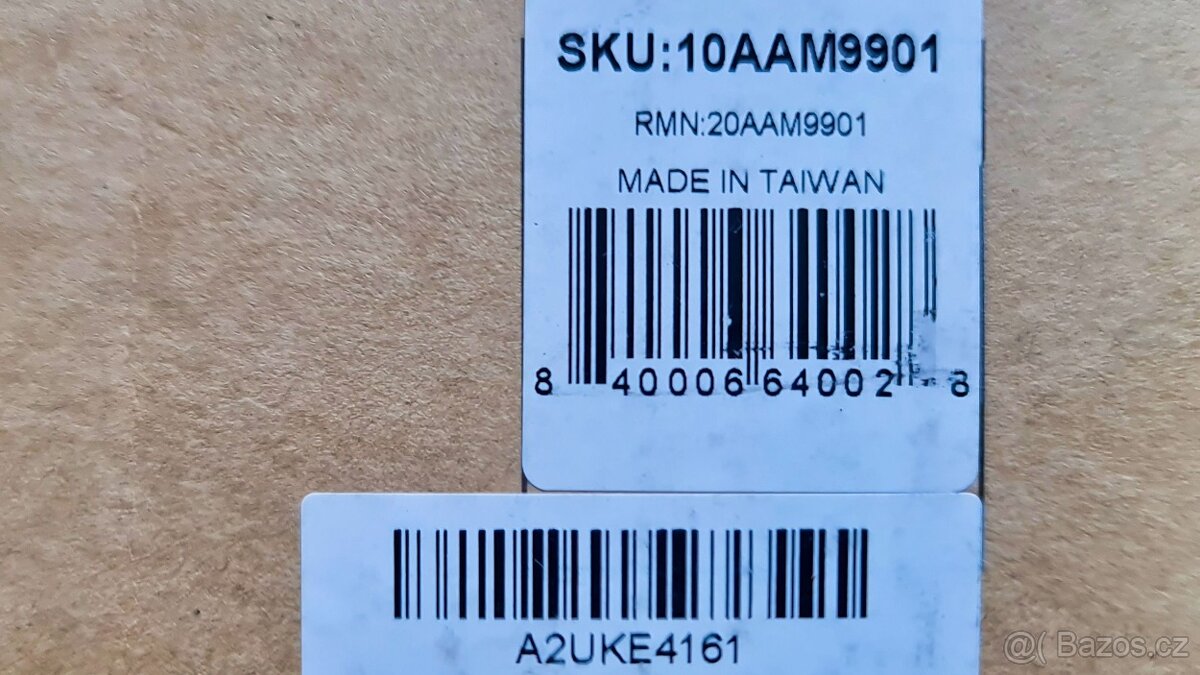 SKU:10AAM9901
RMN:20AAM9901
MADE IN TAIWAN
8 40006 64002 8
A2UKE4161
Bazos.cz